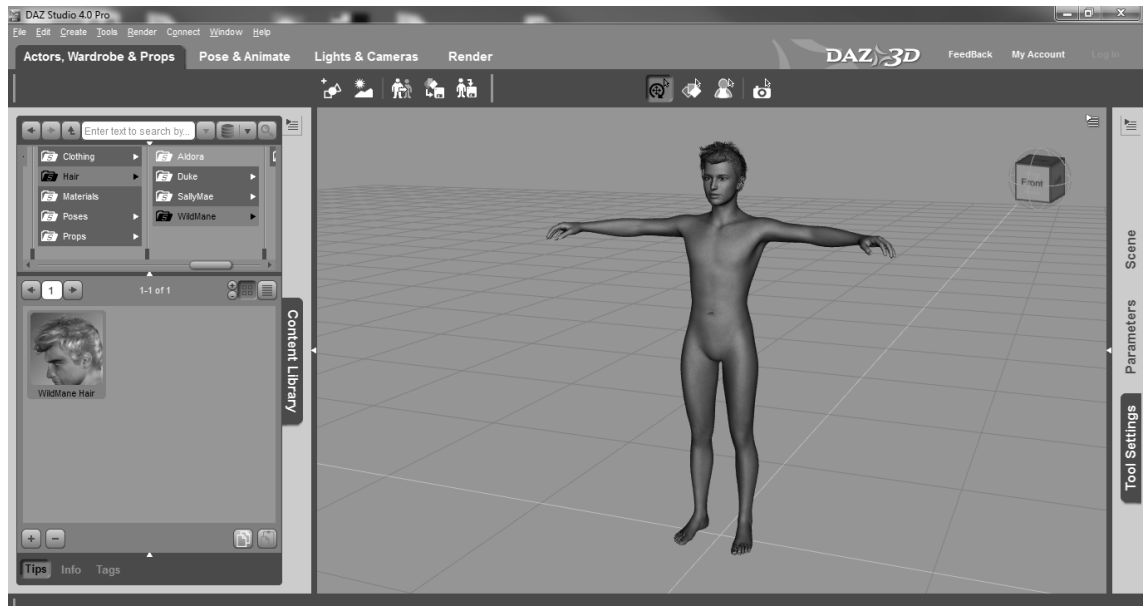 DAZ Studio 4.0 Pro
File Edit Create Tools Render Connect Window Help
Actors, Wardrobe & Props Pose & Animate Lights & Cameras Render DAZ 3D FeedBack My Account Log In
Enter text to search by...
Clothing Aldora
Hair Duke
Materials SallyMae
Poses WildMane
Props
1 1-1 of 1
WildMane Hair
Content Library
Tips Info Tags
Front
Scene
Parameters
Tool Settings